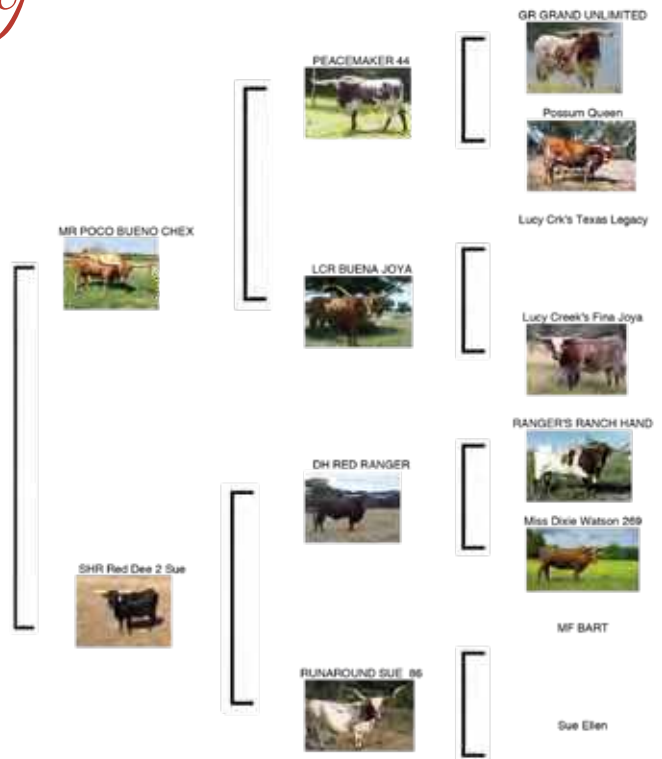 GR GRAND UNLIMITED
PEACEMAKER 44
Possum Queen
Lucy Crk's Texas Legacy
MR POCO BUENO CHEX
LCR BUENA JOYA
Lucy Creek's Fina Joya
RANGER'S RANCH HAND
DH RED RANGER
Miss Dixie Watson 269
SHR Red Dee 2 Sue
MF BART
RUNAROUND SUE 86
Sue Ellen